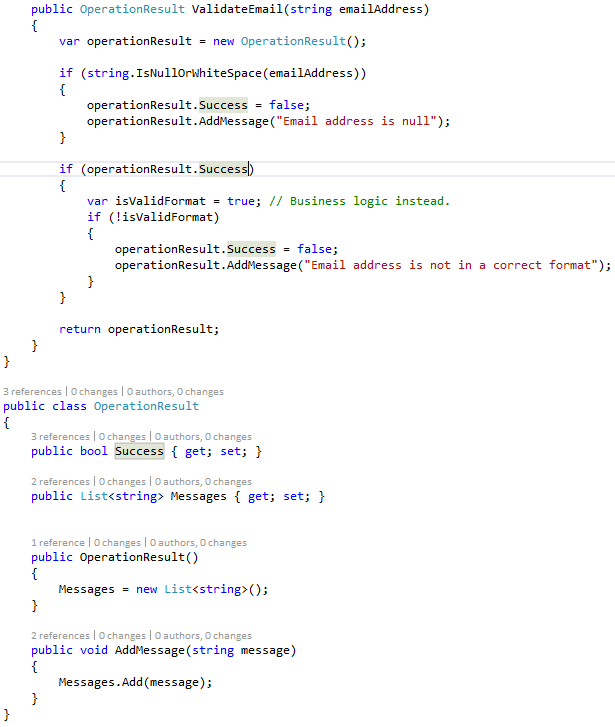 public OperationResult ValidateEmail(string emailAddress)
{
var operationResult = new OperationResult();
if (string.IsNullOrWhiteSpace(emailAddress))
{
operationResult.Success = false;
operationResult.AddMessage("Email address is null");
}
if (operationResult.Success)
{
var isValidFormat = true; // Business logic instead.
if (!isValidFormat)
{
operationResult.Success = false;
operationResult.AddMessage("Email address is not in a correct format");
}
}
return operationResult;
}
}
3 references | 0 changes | 0 authors, 0 changes
public class OperationResult
{
3 references | 0 changes | 0 authors, 0 changes
public bool Success { get; set; }
2 references | 0 changes | 0 authors, 0 changes
public List<string> Messages { get; set; }
1 reference | 0 changes | 0 authors, 0 changes
public OperationResult()
{
Messages = new List<string>();
}
2 references | 0 changes | 0 authors, 0 changes
public void AddMessage(string message)
{
Messages.Add(message);
}
}